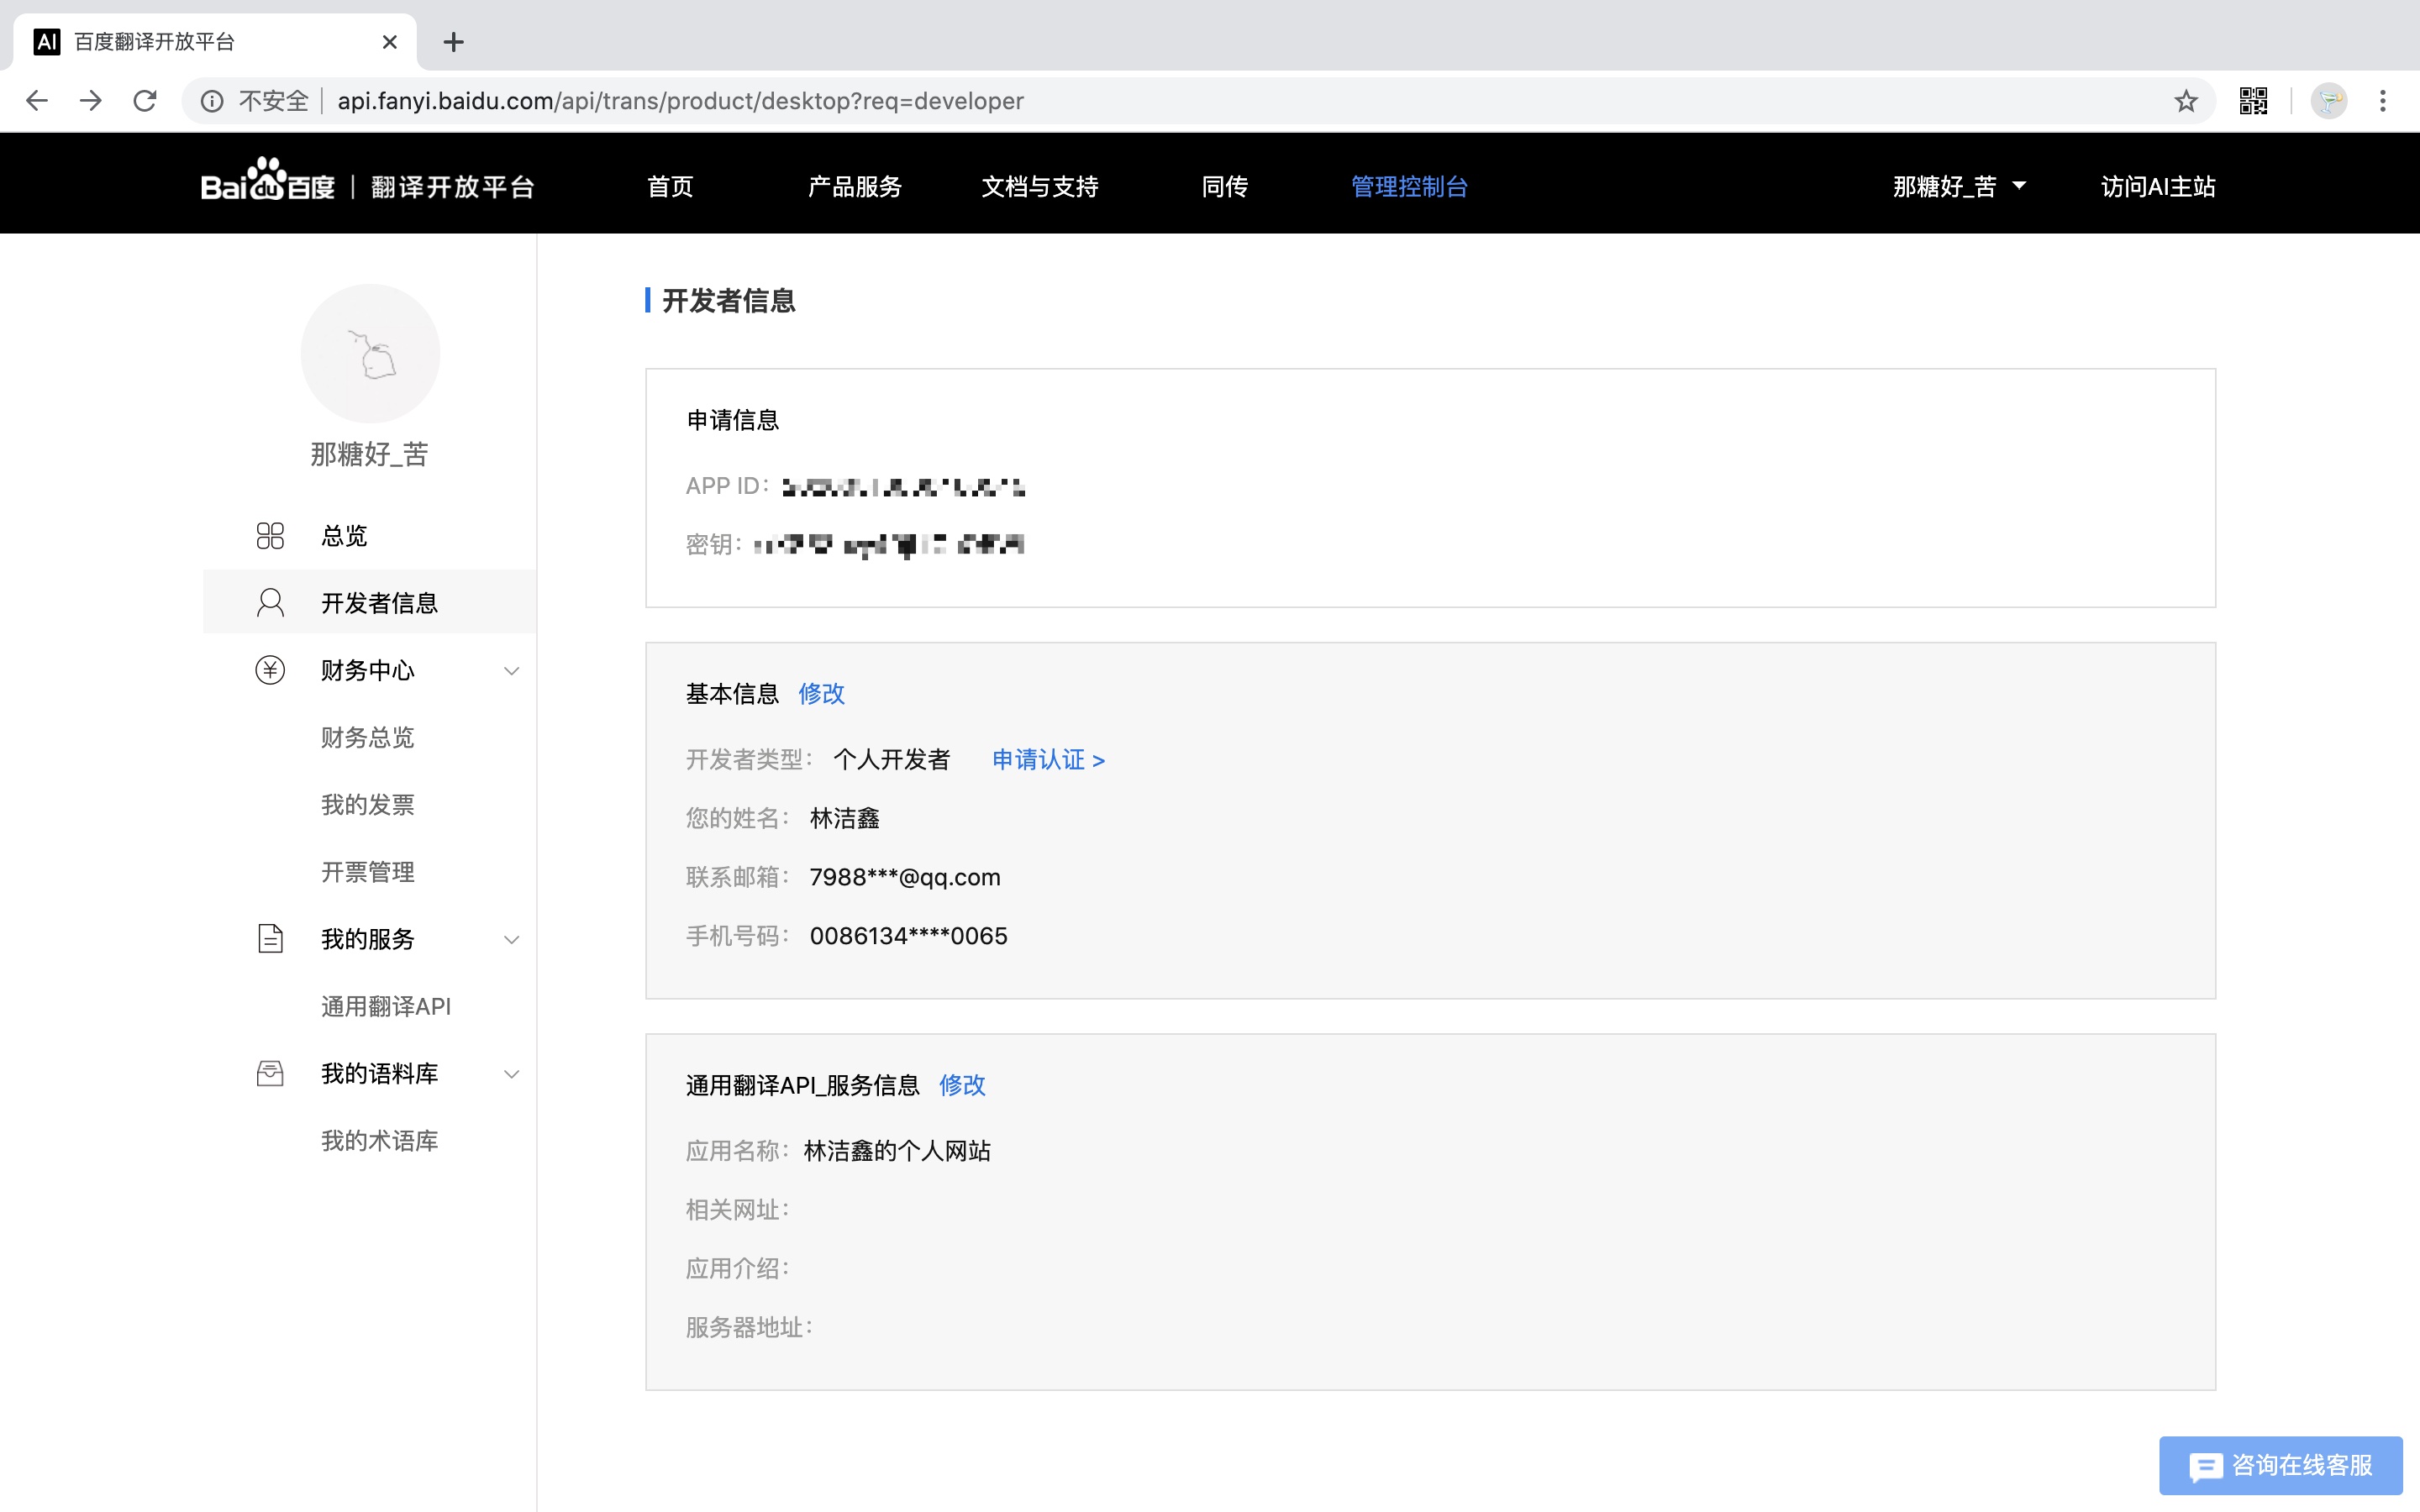 AI 百度翻译开放平台
不安全 api.fanyi.baidu.com/api/trans/product/desktop?req=developer
Bai du 百度 | 翻译开放平台 首页 产品服务 文档与支持 同传 管理控制台 那糖好_苦 访问AI主站
那糖好_苦
总览
开发者信息
财务中心
财务总览
我的发票
开票管理
我的服务
通用翻译API
我的语料库
我的术语库
开发者信息
申请信息
APP ID:
密钥:
基本信息 修改
开发者类型: 个人开发者 申请认证 >
您的姓名: 林洁鑫
联系邮箱: 7988***@qq.com
手机号码: 0086134****0065
通用翻译API_服务信息 修改
应用名称: 林洁鑫的个人网站
相关网址:
应用介绍:
服务器地址:
咨询在线客服